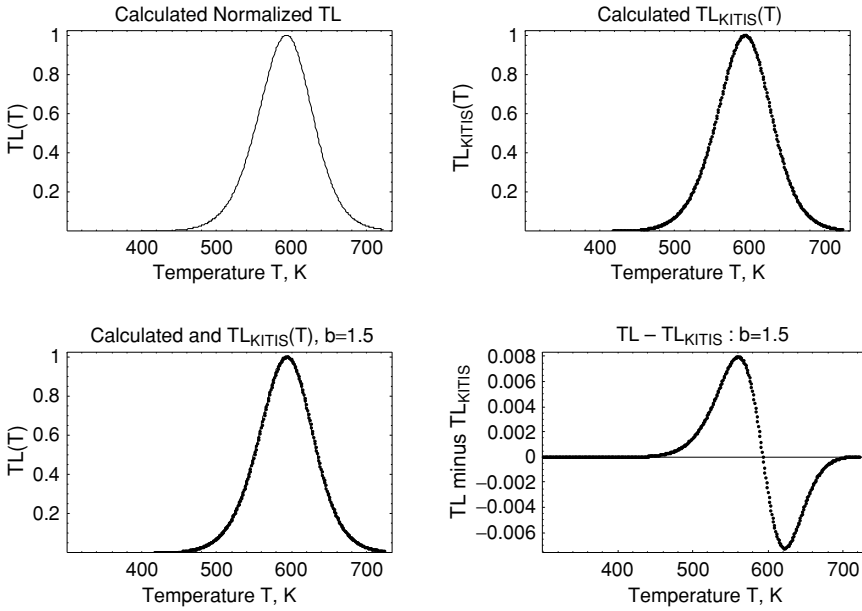 Calculated Normalized TL
1
0.8
0.6
0.4
0.2
TL(T)
400 500 600 700
Temperature T, K
Calculated TL_KITIS(T)
1
0.8
0.6
0.4
0.2
TL_KITIS(T)
400 500 600 700
Temperature T, K
Calculated and TL_KITIS(T), b=1.5
1
0.8
0.6
0.4
0.2
TL(T)
400 500 600 700
Temperature T, K
TL – TL_KITIS : b=1.5
0.008
0.006
0.004
0.002
0
−0.002
−0.004
−0.006
TL minus TL_KITIS
400 500 600 700
Temperature T, K